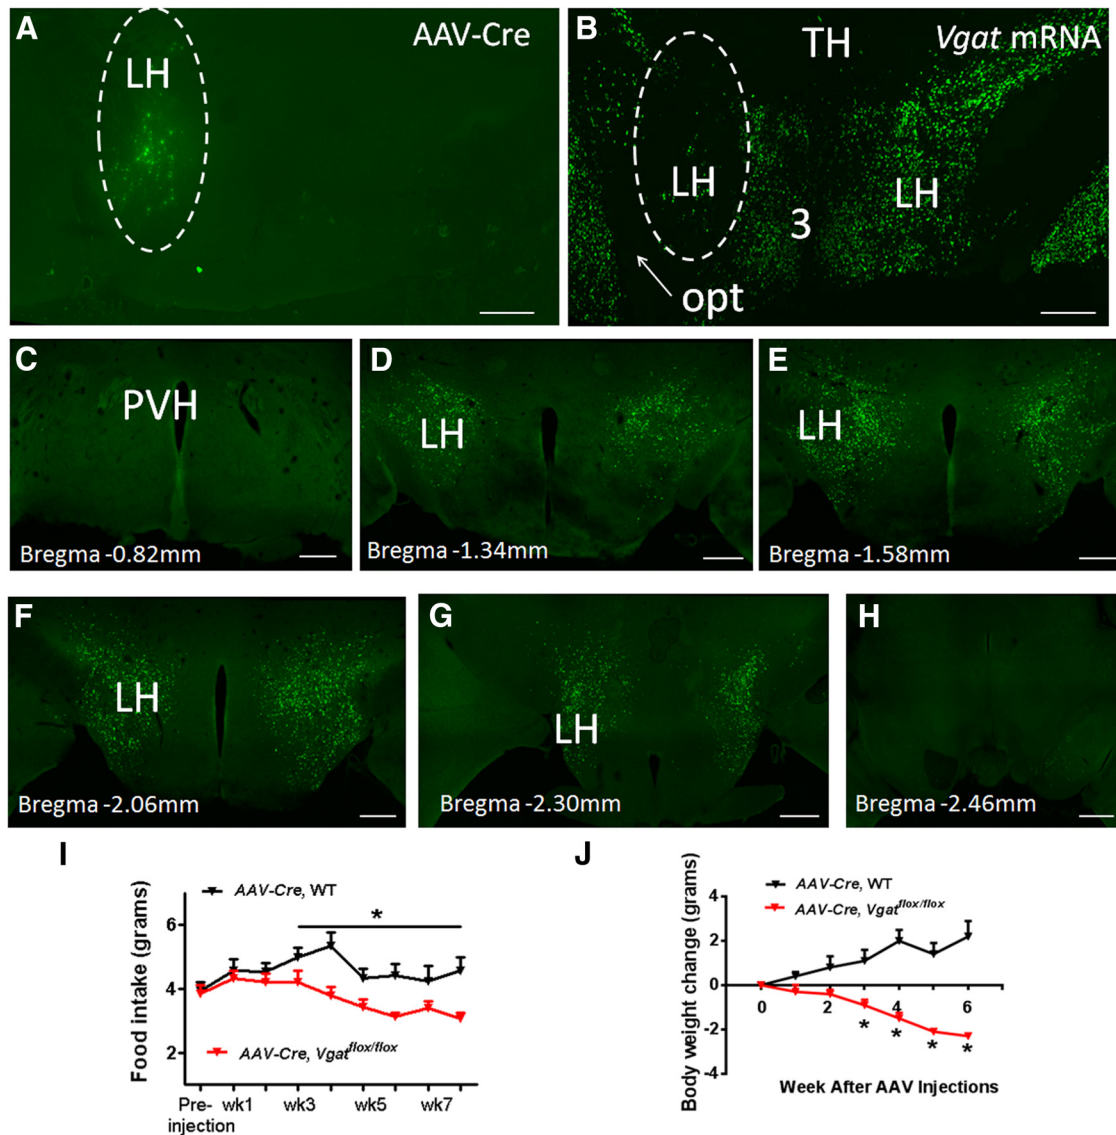 A
LH
AAV-Cre
B
TH
Vgat mRNA
LH
LH
3
opt
C
PVH
Bregma -0.82mm
D
LH
Bregma -1.34mm
E
LH
Bregma -1.58mm
F
LH
Bregma -2.06mm
G
LH
Bregma -2.30mm
H
Bregma -2.46mm
I
Food intake (grams)
6
4
2
AAV-Cre, WT
*
AAV-Cre, Vgatflox/flox
Pre-injection wk1 wk3 wk5 wk7
J
Body weight change (grams)
4
2
0
-2
-4
AAV-Cre, WT
AAV-Cre, Vgatflox/flox
0 2 4 6
* * * *
Week After AAV Injections